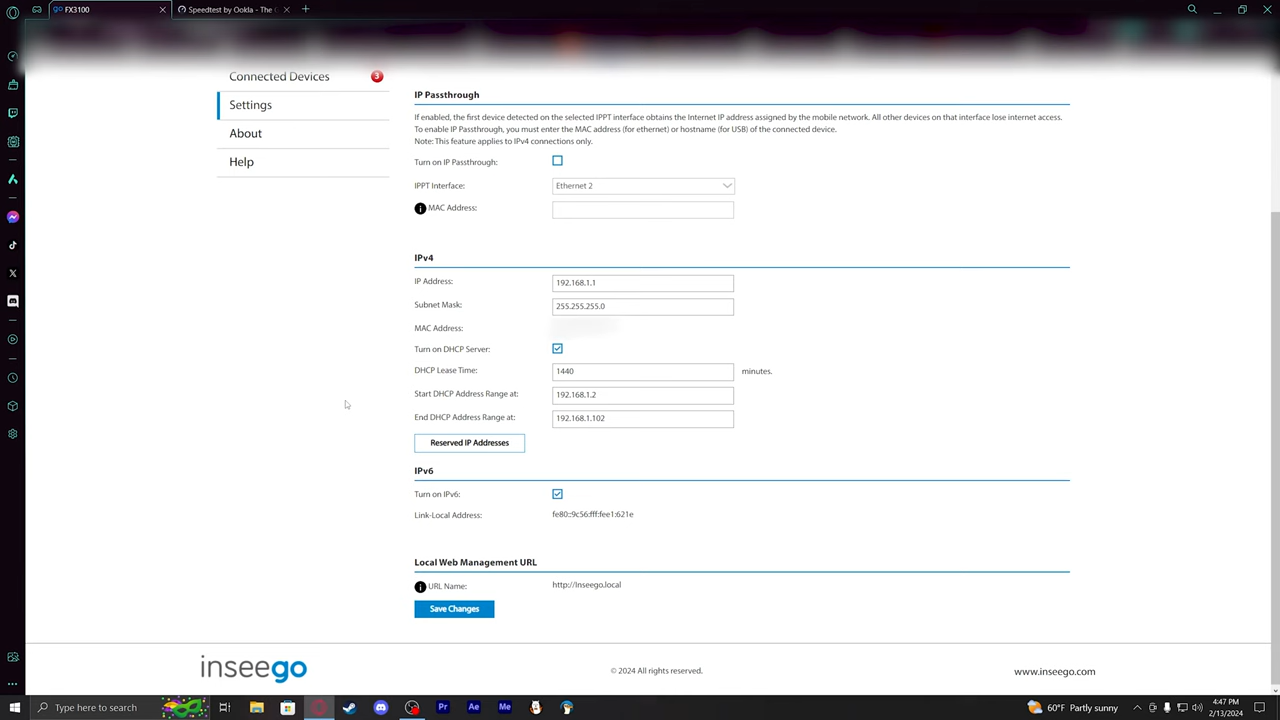 FX3100
Speedtest by Ookla - The
Connected Devices 3
Settings
About
Help
IP Passthrough
If enabled, the first device detected on the selected IPPT interface obtains the Internet IP address assigned by the mobile network. All other devices on that interface lose internet access.
To enable IP Passthrough, you must enter the MAC address (for ethernet) or hostname (for USB) of the connected device.
Note: This feature applies to IPv4 connections only.
Turn on IP Passthrough:
IPPT Interface: Ethernet 2
MAC Address:
IPv4
IP Address: 192.168.1.1
Subnet Mask: 255.255.255.0
MAC Address:
Turn on DHCP Server:
DHCP Lease Time: 1440 minutes.
Start DHCP Address Range at: 192.168.1.2
End DHCP Address Range at: 192.168.1.102
Reserved IP Addresses
IPv6
Turn on IPv6:
Link-Local Address: fe80::9c56:fff:fee1:621e
Local Web Management URL
URL Name: http://Inseego.local
Save Changes
inseego
© 2024 All rights reserved.
www.inseego.com
Type here to search
Pr
Ae
Me
60°F Partly sunny
4:47 PM
2/13/2024